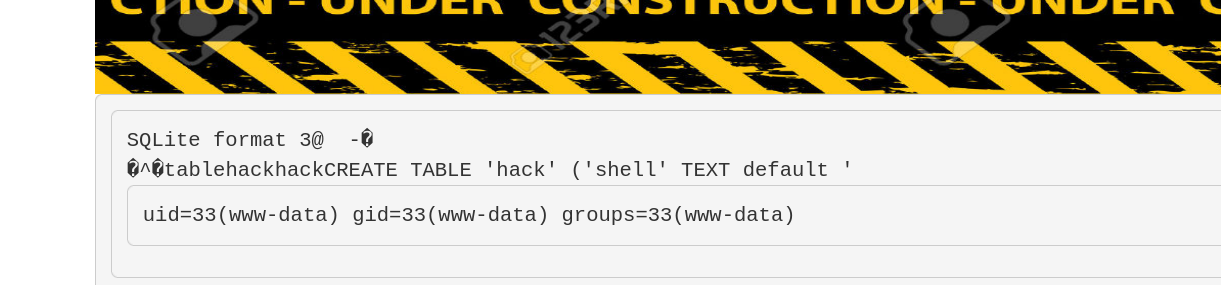 CTION - UNDER CONSTRUCTION - UNDER
SQLite format 3@  -�
�^�tablehackhackCREATE TABLE 'hack' ('shell' TEXT default '
uid=33(www-data) gid=33(www-data) groups=33(www-data)